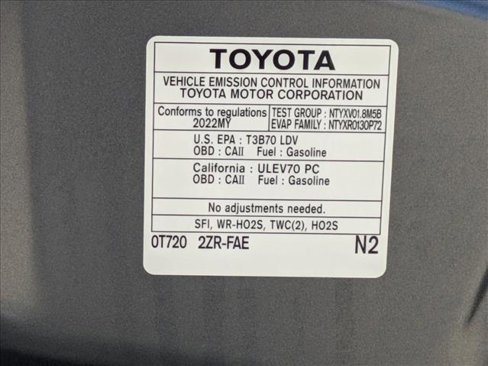 TOYOTA
VEHICLE EMISSION CONTROL INFORMATION
TOYOTA MOTOR CORPORATION
Conforms to regulations
2022MY
TEST GROUP : NTYXV01.8M5B
EVAP FAMILY : NTYXR0130P72
U.S. EPA : T3B70 LDV
OBD : CAII Fuel : Gasoline
California : ULEV70 PC
OBD : CAII Fuel : Gasoline
No adjustments needed.
SFI, WR-HO2S, TWC(2), HO2S
0T720 2ZR-FAE N2